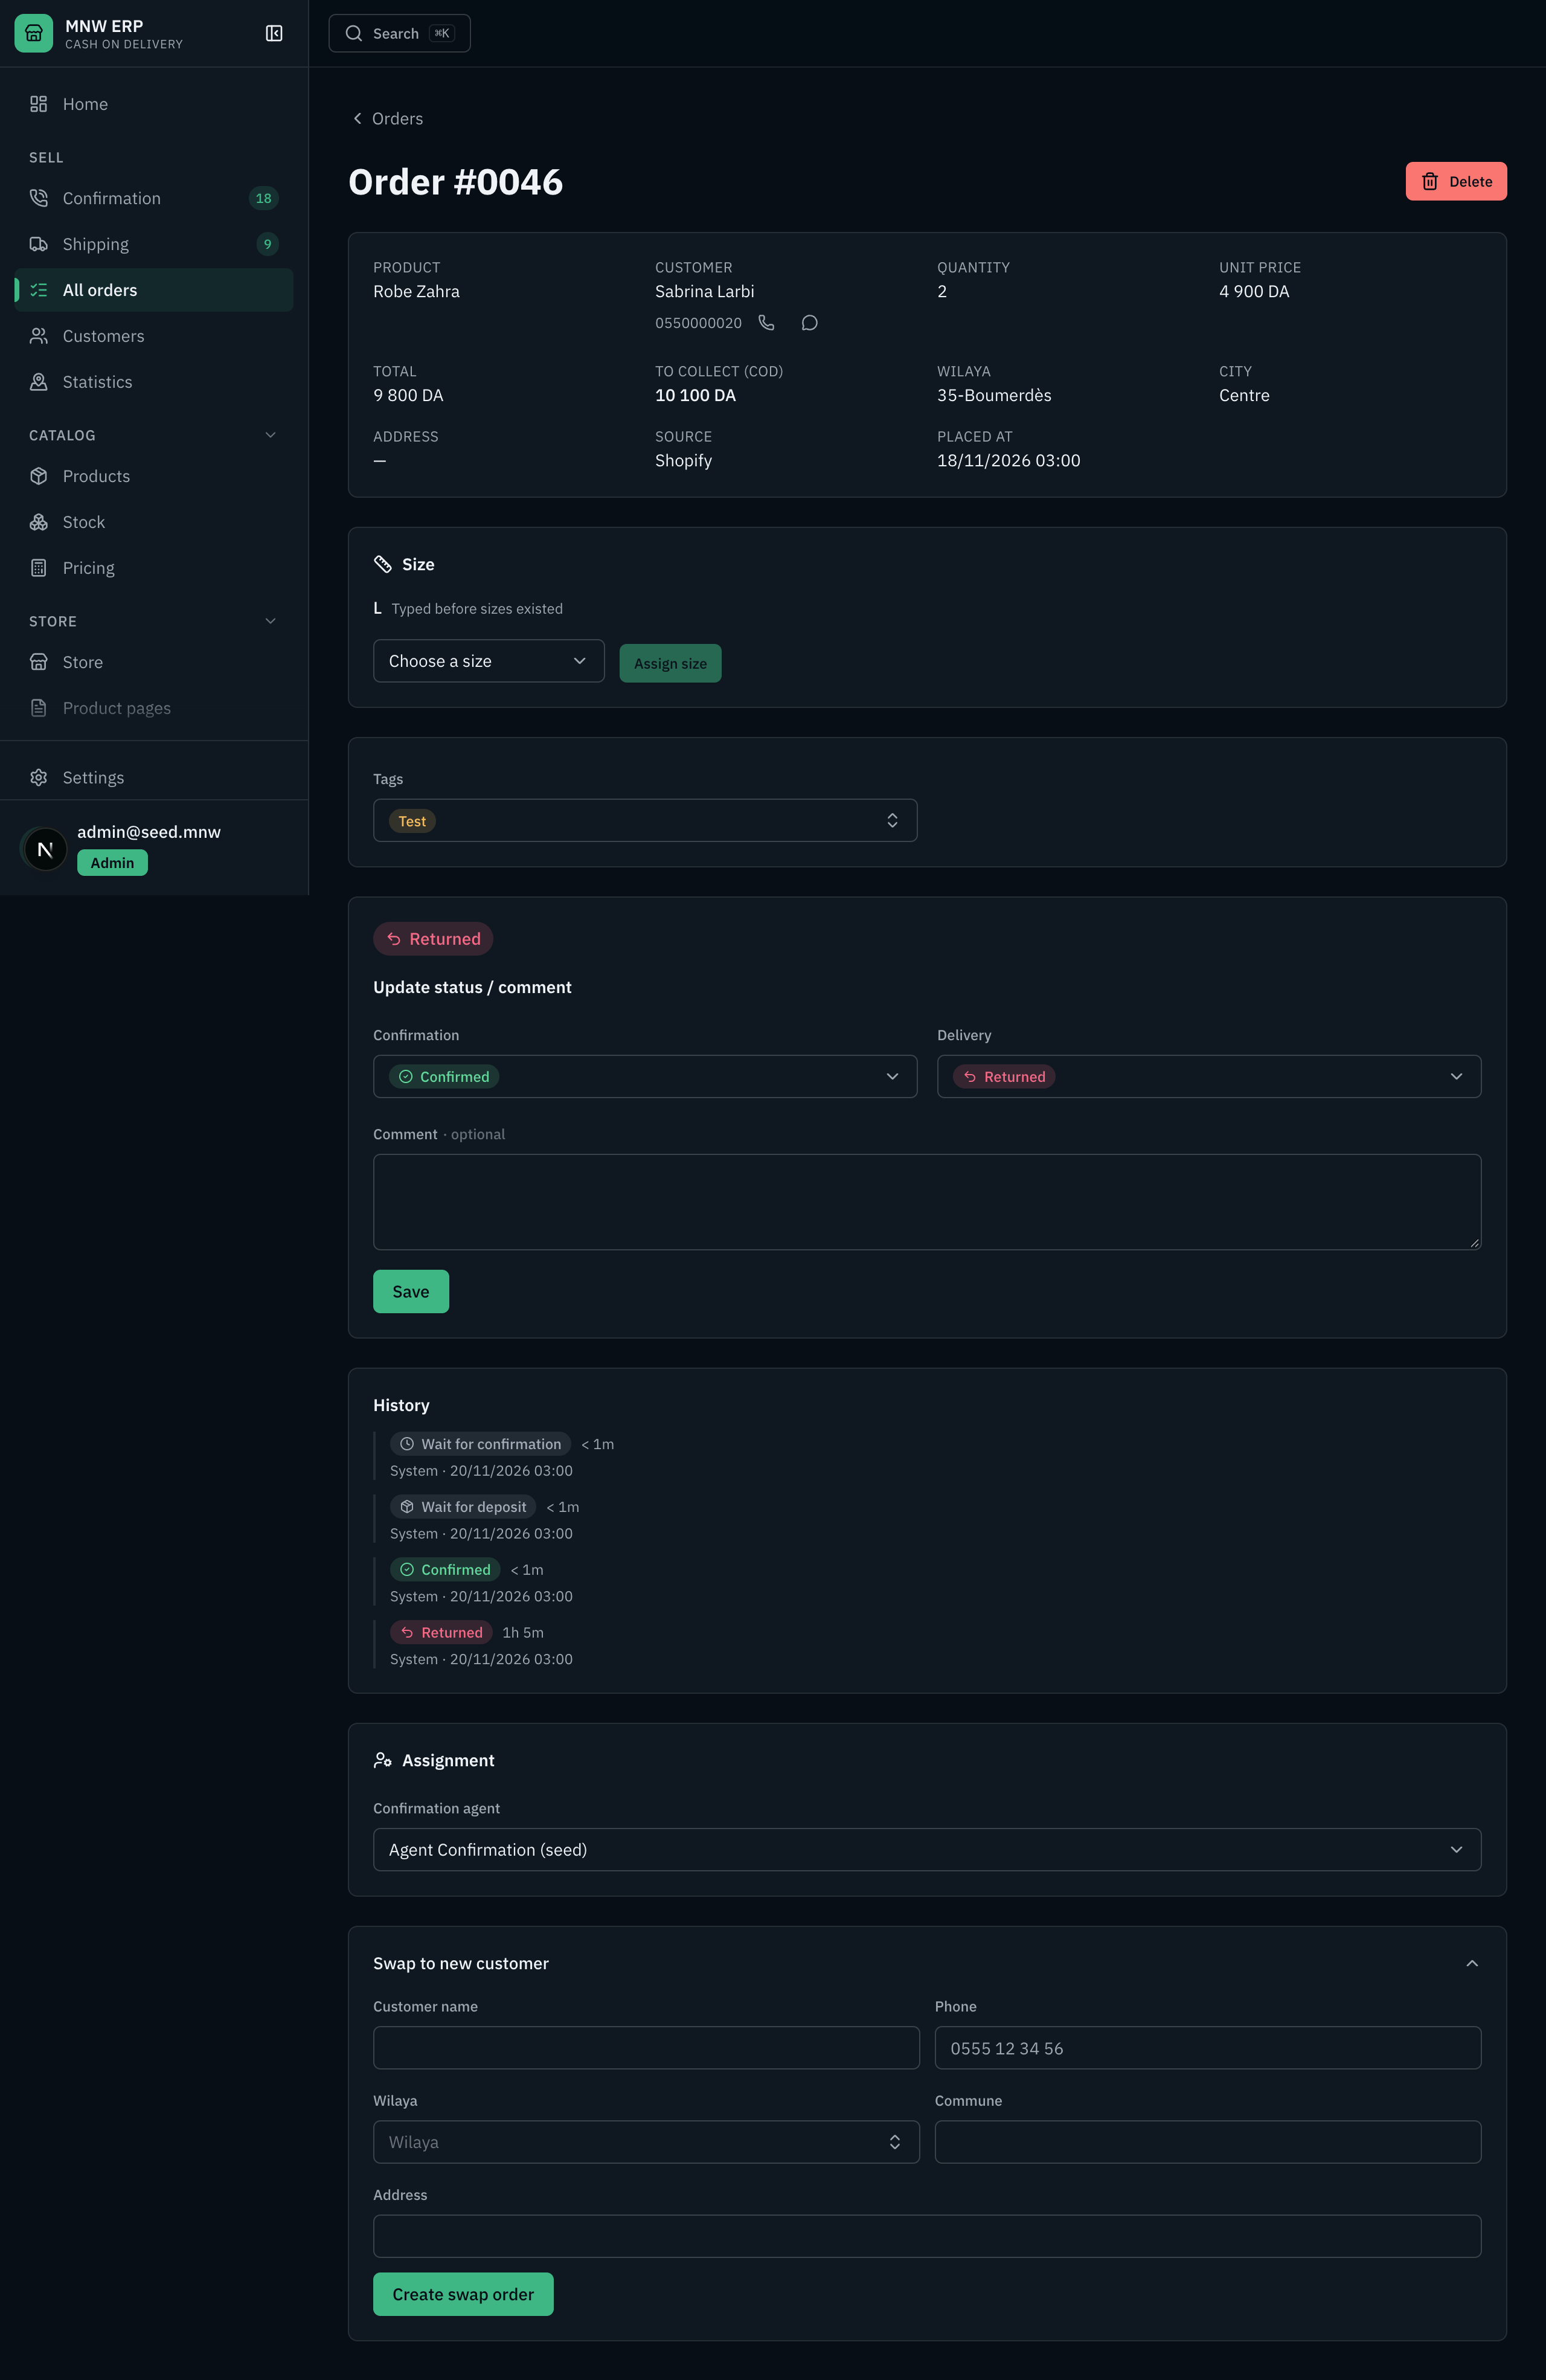 MNW ERP
CASH ON DELIVERY
Search ⌘K
Home
SELL
Confirmation 18
Shipping 9
All orders
Customers
Statistics
CATALOG
Products
Stock
Pricing
STORE
Store
Product pages
Settings
N
admin@seed.mnw
Admin
Orders
Order #0046
Delete
PRODUCT CUSTOMER QUANTITY UNIT PRICE
Robe Zahra Sabrina Larbi 2 4 900 DA
0550000020
TOTAL TO COLLECT (COD) WILAYA CITY
9 800 DA 10 100 DA 35-Boumerdès Centre
ADDRESS SOURCE PLACED AT
— Shopify 18/11/2026 03:00
Size
L Typed before sizes existed
Choose a size Assign size
Tags
Test
Returned
Update status / comment
Confirmation Delivery
Confirmed Returned
Comment · optional
Save
History
Wait for confirmation < 1m
System · 20/11/2026 03:00
Wait for deposit < 1m
System · 20/11/2026 03:00
Confirmed < 1m
System · 20/11/2026 03:00
Returned 1h 5m
System · 20/11/2026 03:00
Assignment
Confirmation agent
Agent Confirmation (seed)
Swap to new customer
Customer name Phone
0555 12 34 56
Wilaya Commune
Wilaya
Address
Create swap order